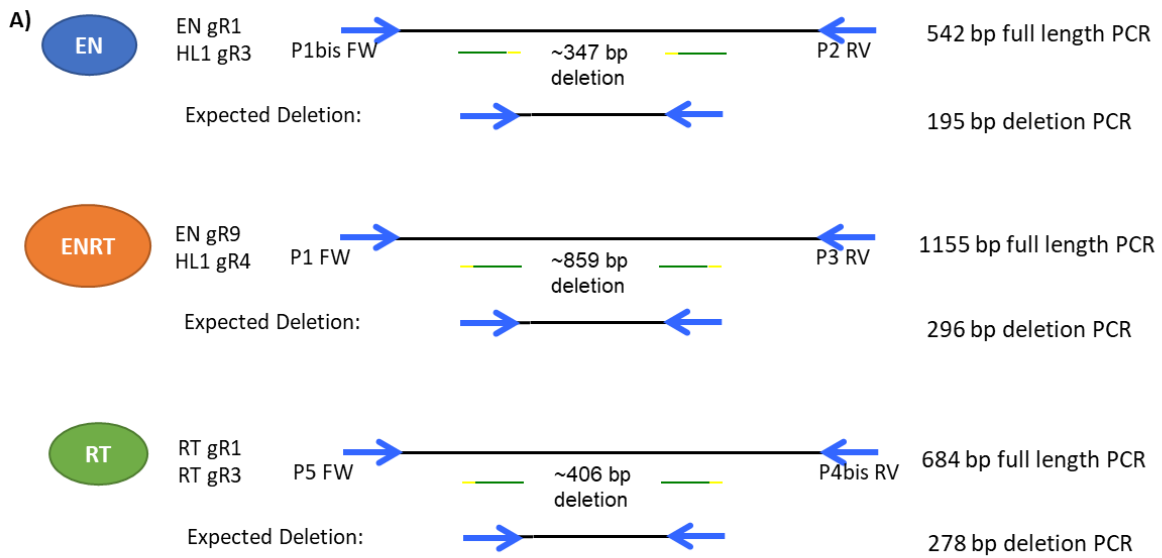 A)
EN
EN gR1
HL1 gR3
P1bis FW
~347 bp
deletion
P2 RV
542 bp full length PCR
Expected Deletion:
195 bp deletion PCR
ENRT
EN gR9
HL1 gR4
P1 FW
~859 bp
deletion
P3 RV
1155 bp full length PCR
Expected Deletion:
296 bp deletion PCR
RT
RT gR1
RT gR3
P5 FW
~406 bp
deletion
P4bis RV
684 bp full length PCR
Expected Deletion:
278 bp deletion PCR